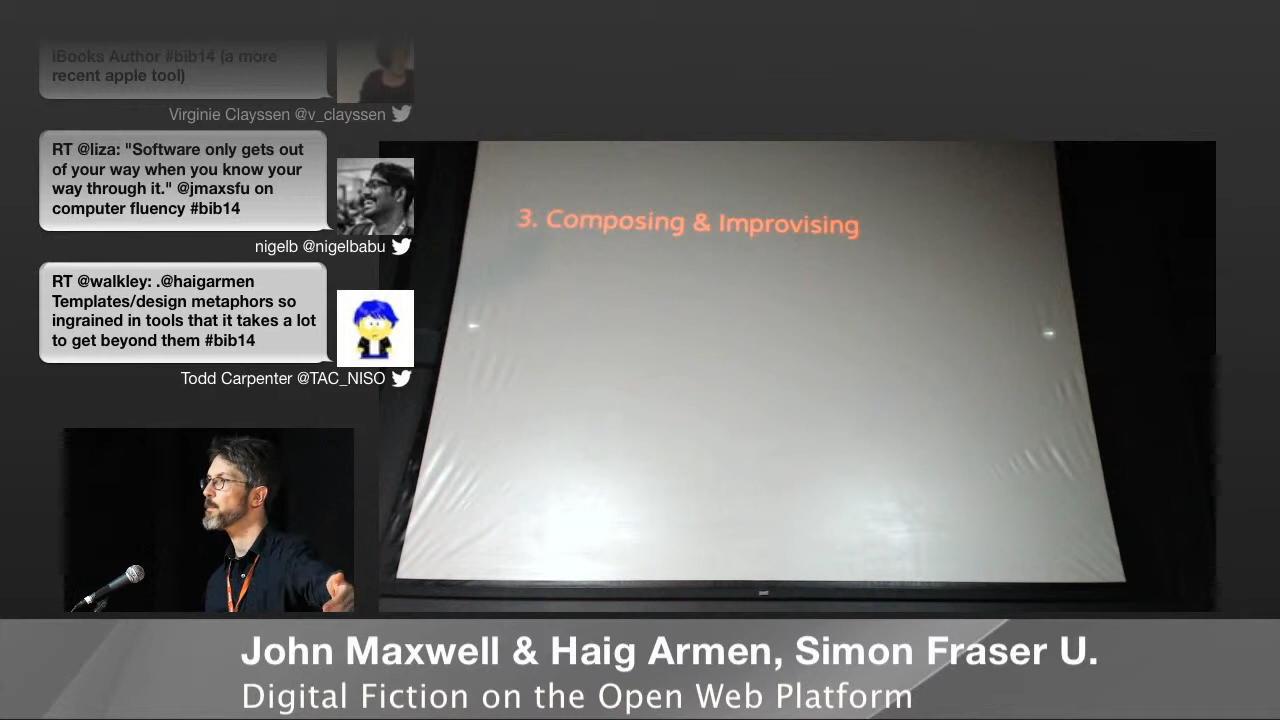 iBooks Author #bib14 (a more
recent apple tool)
Virginie Clayssen @v_clayssen
RT @liza: "Software only gets out
of your way when you know your
way through it." @jmaxsfu on
computer fluency #bib14
nigelb @nigelbabu
RT @walkley: .@haigarmen
Templates/design metaphors so
ingrained in tools that it takes a lot
to get beyond them #bib14
Todd Carpenter @TAC_NISO
3. Composing & Improvising
John Maxwell & Haig Armen, Simon Fraser U.
Digital Fiction on the Open Web Platform